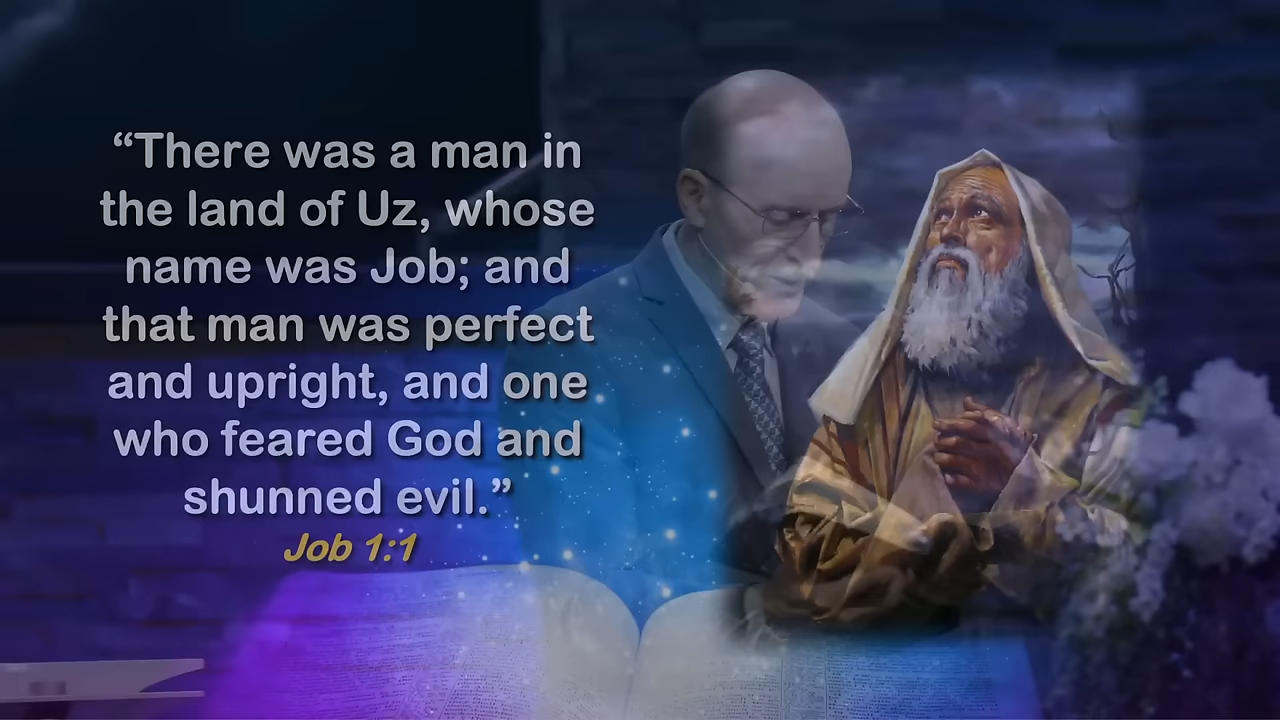 “There was a man in
the land of Uz, whose
name was Job; and
that man was perfect
and upright, and one
who feared God and
shunned evil.”
Job 1:1